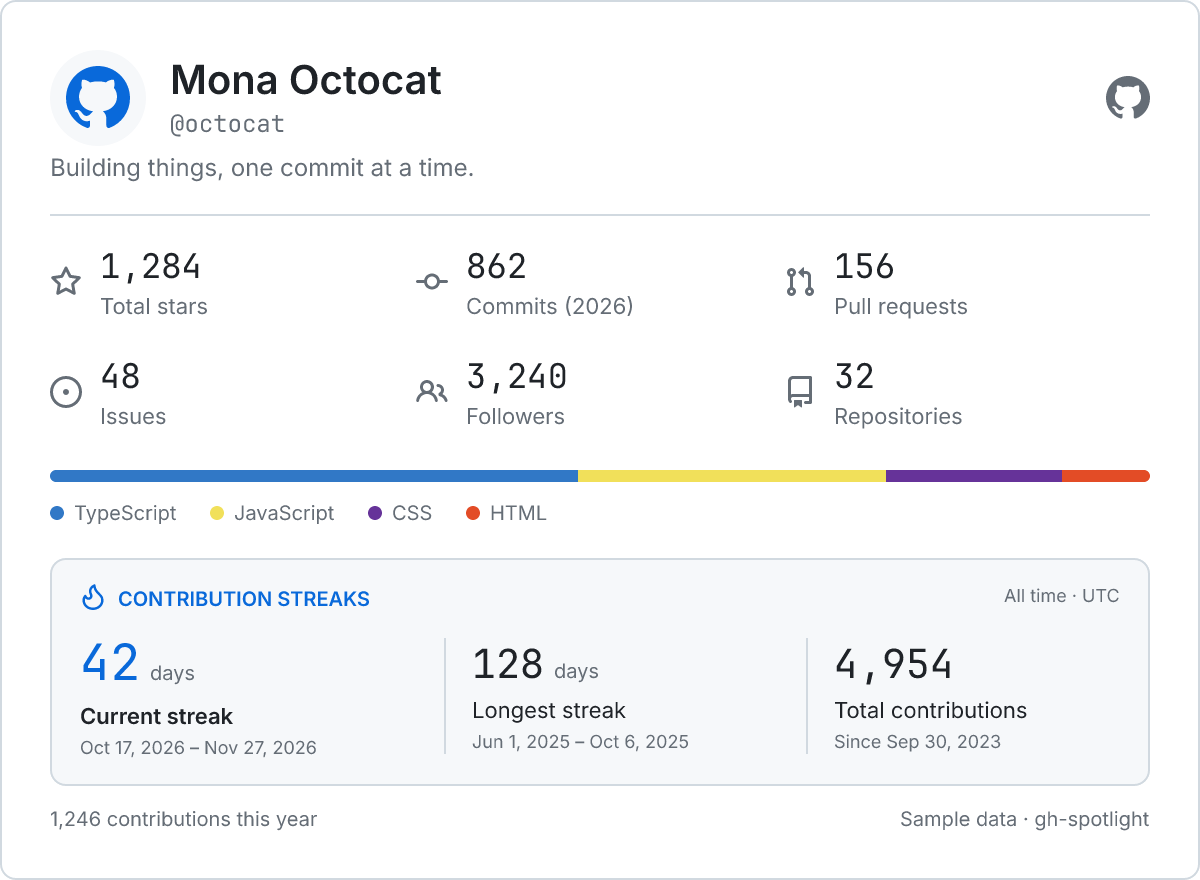 Mona Octocat
@octocat
Building things, one commit at a time.
1,284
Total stars
862
Commits (2026)
156
Pull requests
48
Issues
3,240
Followers
32
Repositories
TypeScript
JavaScript
CSS
HTML
CONTRIBUTION STREAKS
All time · UTC
42 days
Current streak
Oct 17, 2026 – Nov 27, 2026
128 days
Longest streak
Jun 1, 2025 – Oct 6, 2025
4,954
Total contributions
Since Sep 30, 2023
1,246 contributions this year
Sample data · gh-spotlight